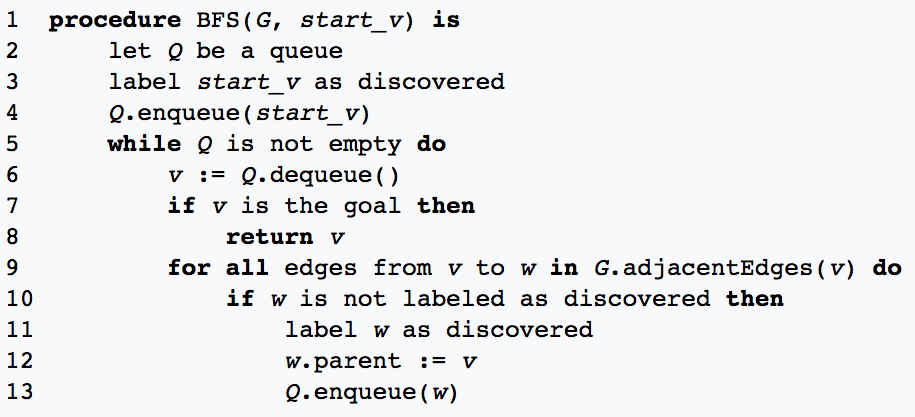 1 procedure BFS(G, start_v) is
2 let Q be a queue
3 label start_v as discovered
4 Q.enqueue(start_v)
5 while Q is not empty do
6 v := Q.dequeue()
7 if v is the goal then
8 return v
9 for all edges from v to w in G.adjacentEdges(v) do
10 if w is not labeled as discovered then
11 label w as discovered
12 w.parent := v
13 Q.enqueue(w)